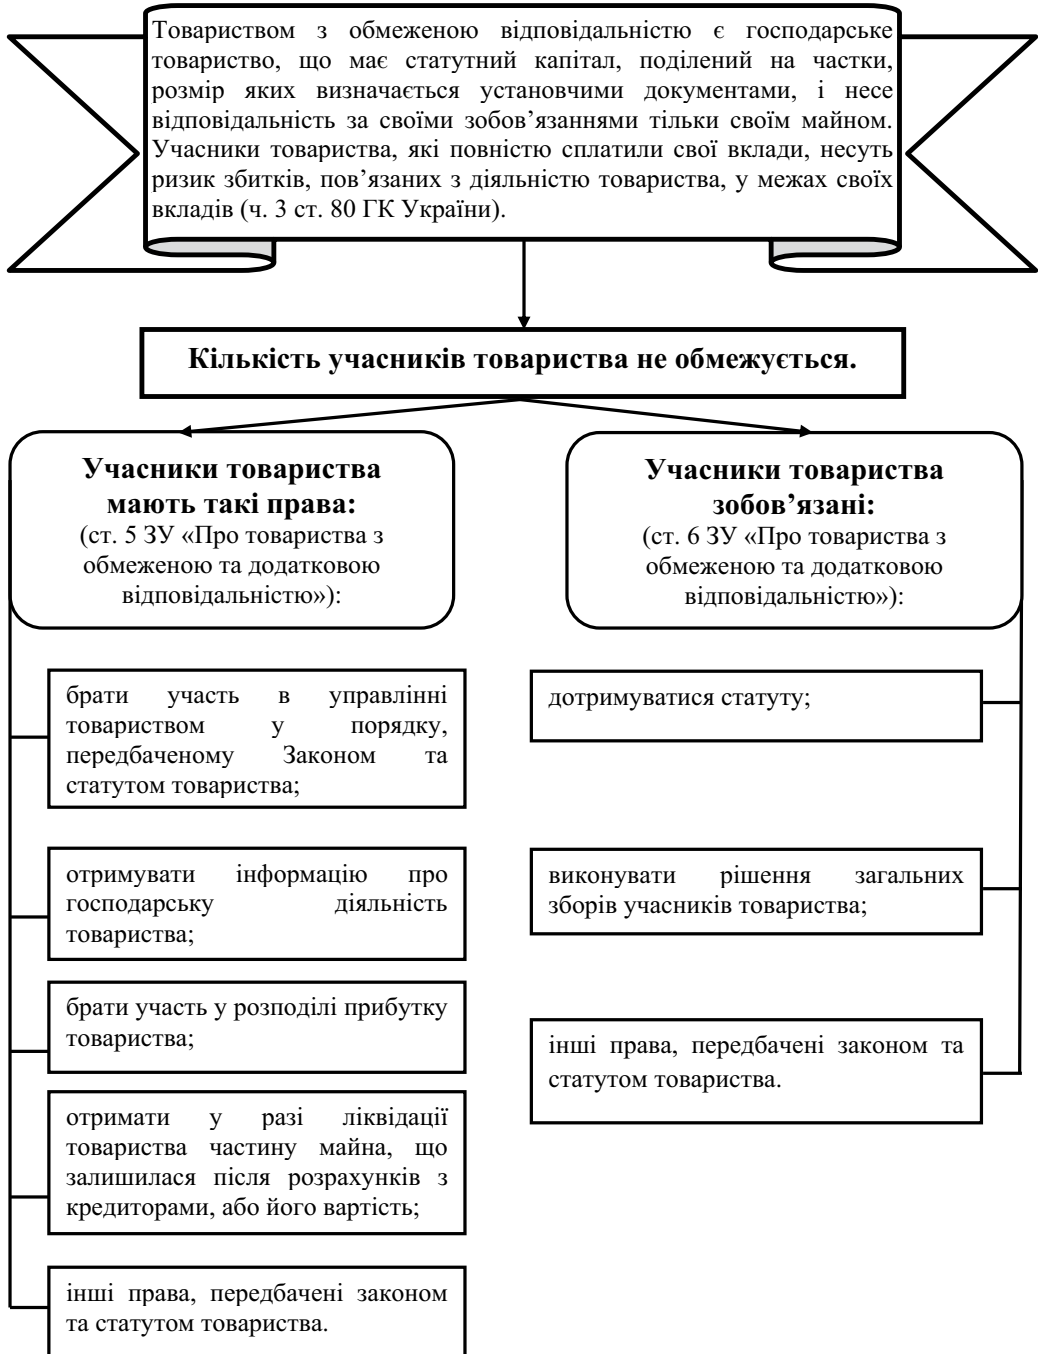 Товариством з обмеженою відповідальністю є господарське
товариство, що має статутний капітал, поділений на частки,
розмір яких визначається установчими документами, і несе
відповідальність за своїми зобов’язаннями тільки своїм майном.
Учасники товариства, які повністю сплатили свої вклади, несуть
ризик збитків, пов’язаних з діяльністю товариства, у межах своїх
вкладів (ч. 3 ст. 80 ГК України).
Кількість учасників товариства не обмежується.
Учасники товариства
мають такі права:
(ст. 5 ЗУ «Про товариства з
обмеженою та додатковою
відповідальністю»):
брати участь в управлінні
товариством у порядку,
передбаченому Законом та
статутом товариства;
отримувати інформацію про
господарську діяльність
товариства;
брати участь у розподілі прибутку
товариства;
отримати у разі ліквідації
товариства частину майна, що
залишилася після розрахунків з
кредиторами, або його вартість;
інші права, передбачені законом
та статутом товариства.
Учасники товариства
зобов’язані:
(ст. 6 ЗУ «Про товариства з
обмеженою та додатковою
відповідальністю»):
дотримуватися статуту;
виконувати рішення загальних
зборів учасників товариства;
інші права, передбачені законом та
статутом товариства.